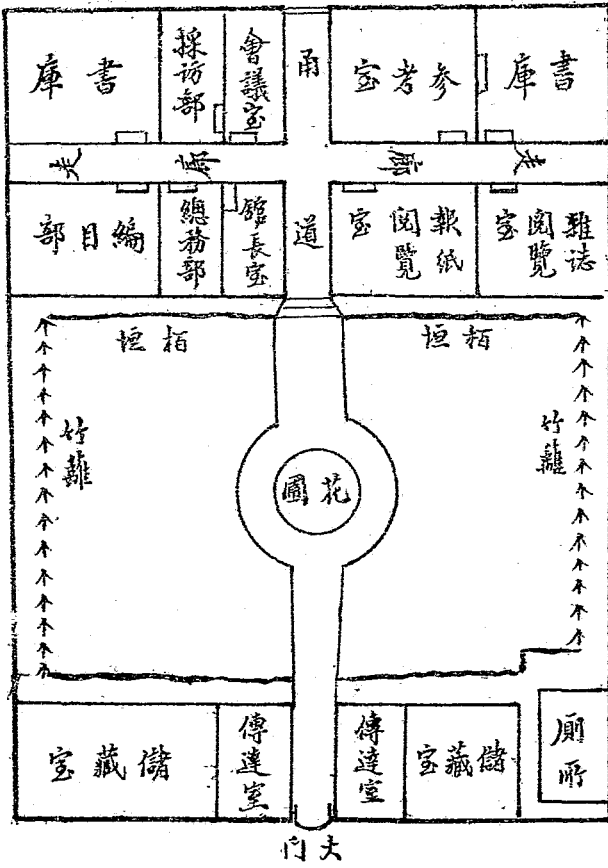 書庫
參考室
甬
會議室
採訪部
書庫
走廊
廊走
雜誌閱覽室
報紙閱覽室
道
館長室
總務部
編目部
柏垣
柏垣
竹籬
竹籬
花圃
廁所
儲藏室
傳達室
傳達室
儲藏室
大門